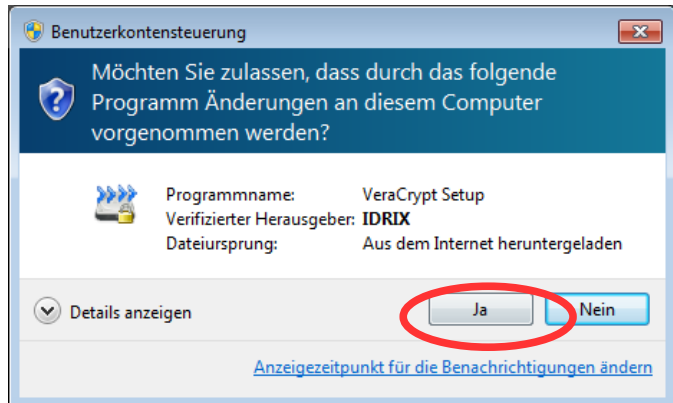 Benutzerkontensteuerung
Möchten Sie zulassen, dass durch das folgende
Programm Änderungen an diesem Computer
vorgenommen werden?
Programmname: VeraCrypt Setup
Verifizierter Herausgeber: IDRIX
Dateiursprung: Aus dem Internet heruntergeladen
Details anzeigen Ja Nein
Anzeigezeitpunkt für die Benachrichtigungen ändern